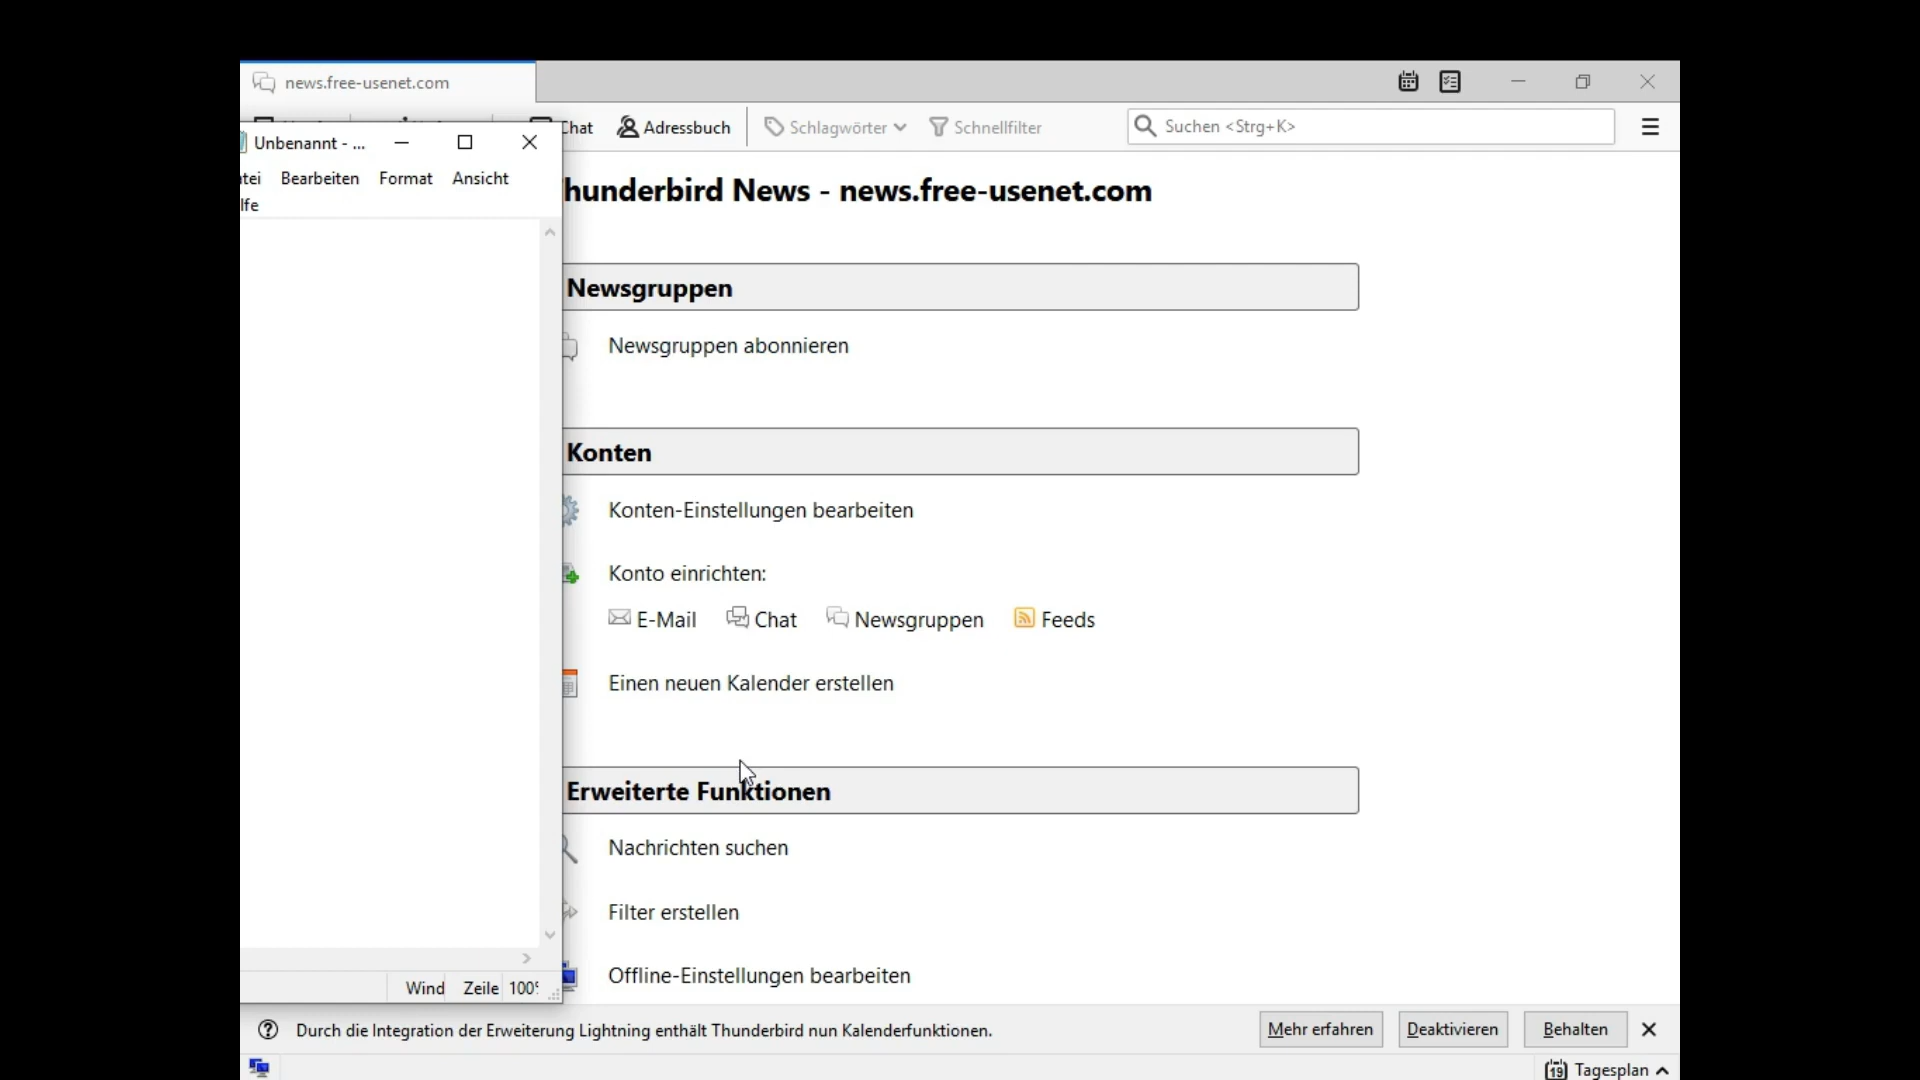 news.free-usenet.com
Chat Adressbuch Schlagwörter Schnellfilter Suchen <Strg+K>
Unbenannt - ...
atei Bearbeiten Format Ansicht
lfe
hunderbird News - news.free-usenet.com
Newsgruppen
Newsgruppen abonnieren
Konten
Konten-Einstellungen bearbeiten
Konto einrichten:
E-Mail Chat Newsgruppen Feeds
Einen neuen Kalender erstellen
Erweiterte Funktionen
Nachrichten suchen
Filter erstellen
Offline-Einstellungen bearbeiten
Wind Zeile 100%
Durch die Integration der Erweiterung Lightning enthält Thunderbird nun Kalenderfunktionen. Mehr erfahren Deaktivieren Behalten
19 Tagesplan